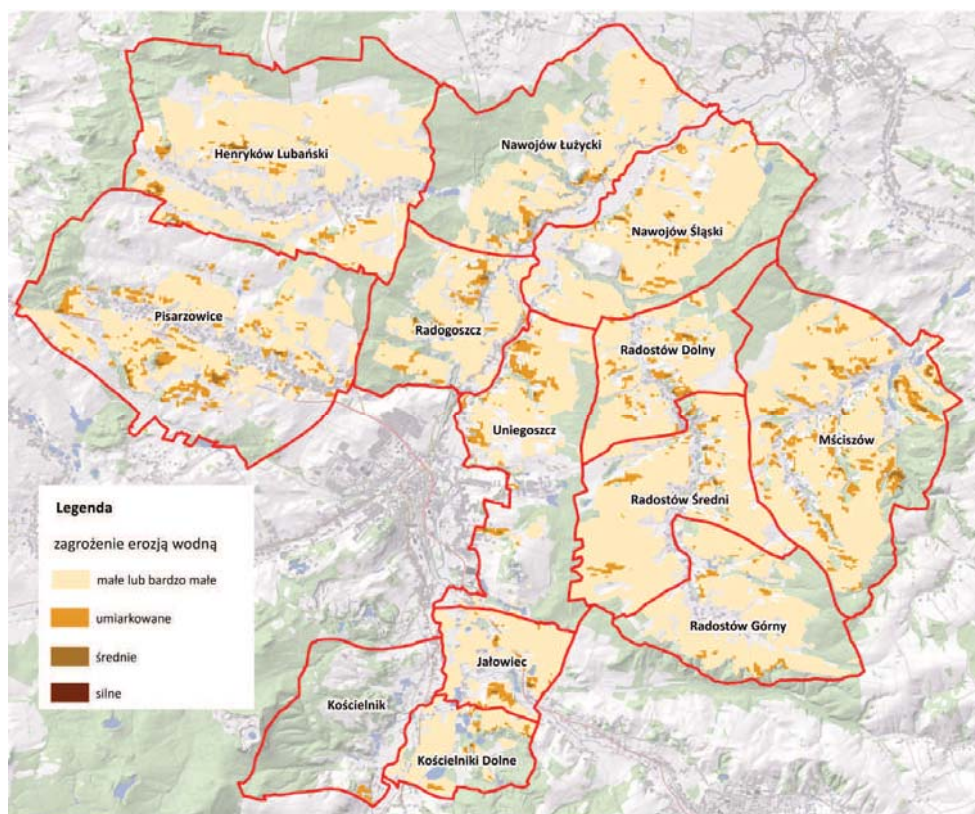 Henryków Lubański
Nawojów Łużycki
Nawojów Śląski
Pisarzowice
Radogoszcz
Radostów Dolny
Uniegoszcz
Mściszów
Radostów Średni
Radostów Górny
Jałowiec
Kościelnik
Kościelniki Dolne
Legenda
zagrożenie erozją wodną
małe lub bardzo małe
umiarkowane
średnie
silne